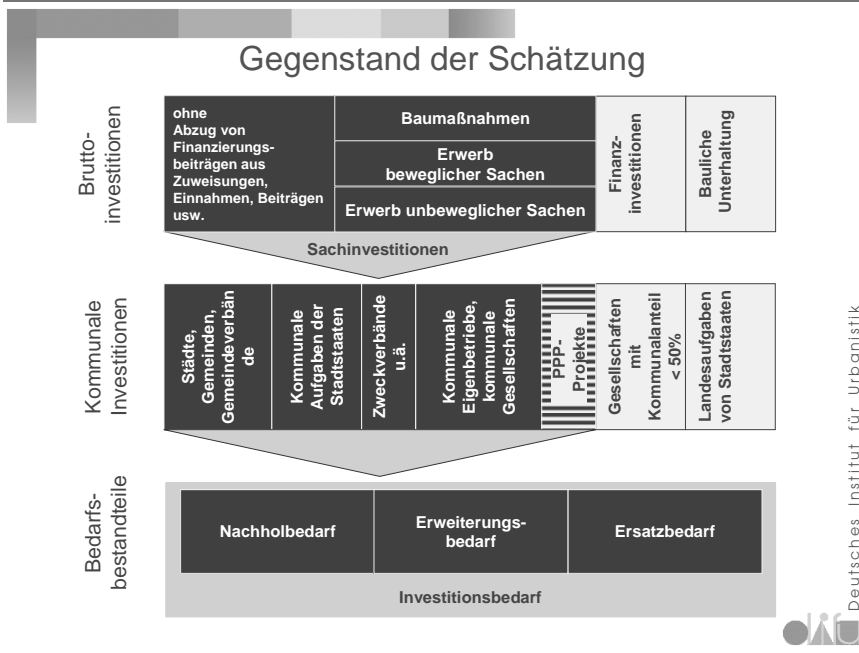 Gegenstand der Schätzung
Brutto-
investitionen
ohne
Abzug von
Finanzierungs-
beiträgen aus
Zuweisungen,
Einnahmen, Beiträgen
usw.
Baumaßnahmen
Erwerb
beweglicher Sachen
Erwerb unbeweglicher Sachen
Finanz-
investitionen
Bauliche
Unterhaltung
Sachinvestitionen
Kommunale
Investitionen
Städte,
Gemeinden,
Gemeindeverbän
de
Kommunale
Aufgaben der
Stadtstaaten
Zweckverbände
u.ä.
Kommunale
Eigenbetriebe,
kommunale
Gesellschaften
PPP-
Projekte
Gesellschaften
mit
Kommunalanteil
< 50%
Landesaufgaben
von Stadtstaaten
Bedarfs-
bestandteile
Nachholbedarf
Erweiterungs-
bedarf
Ersatzbedarf
Investitionsbedarf
Deutsches Institut für Urbanistik
difu